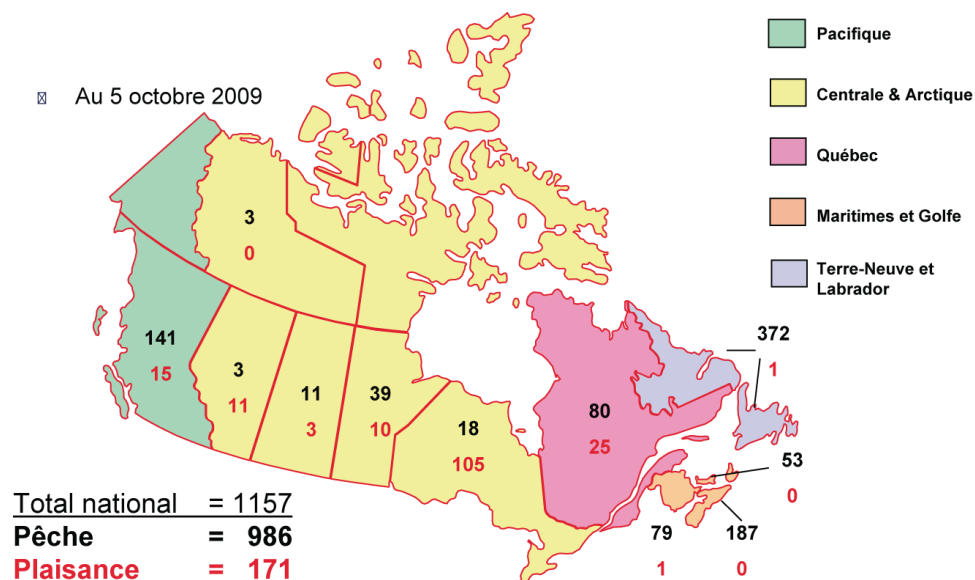 Pacifique
Au 5 octobre 2009
Centrale & Arctique
Québec
Maritimes et Golfe
Terre-Neuve et
Labrador
3
0
141
15
3
11
11
3
39
10
18
105
80
25
372
1
53
0
79
1
187
0
Total national = 1157
Pêche = 986
Plaisance = 171